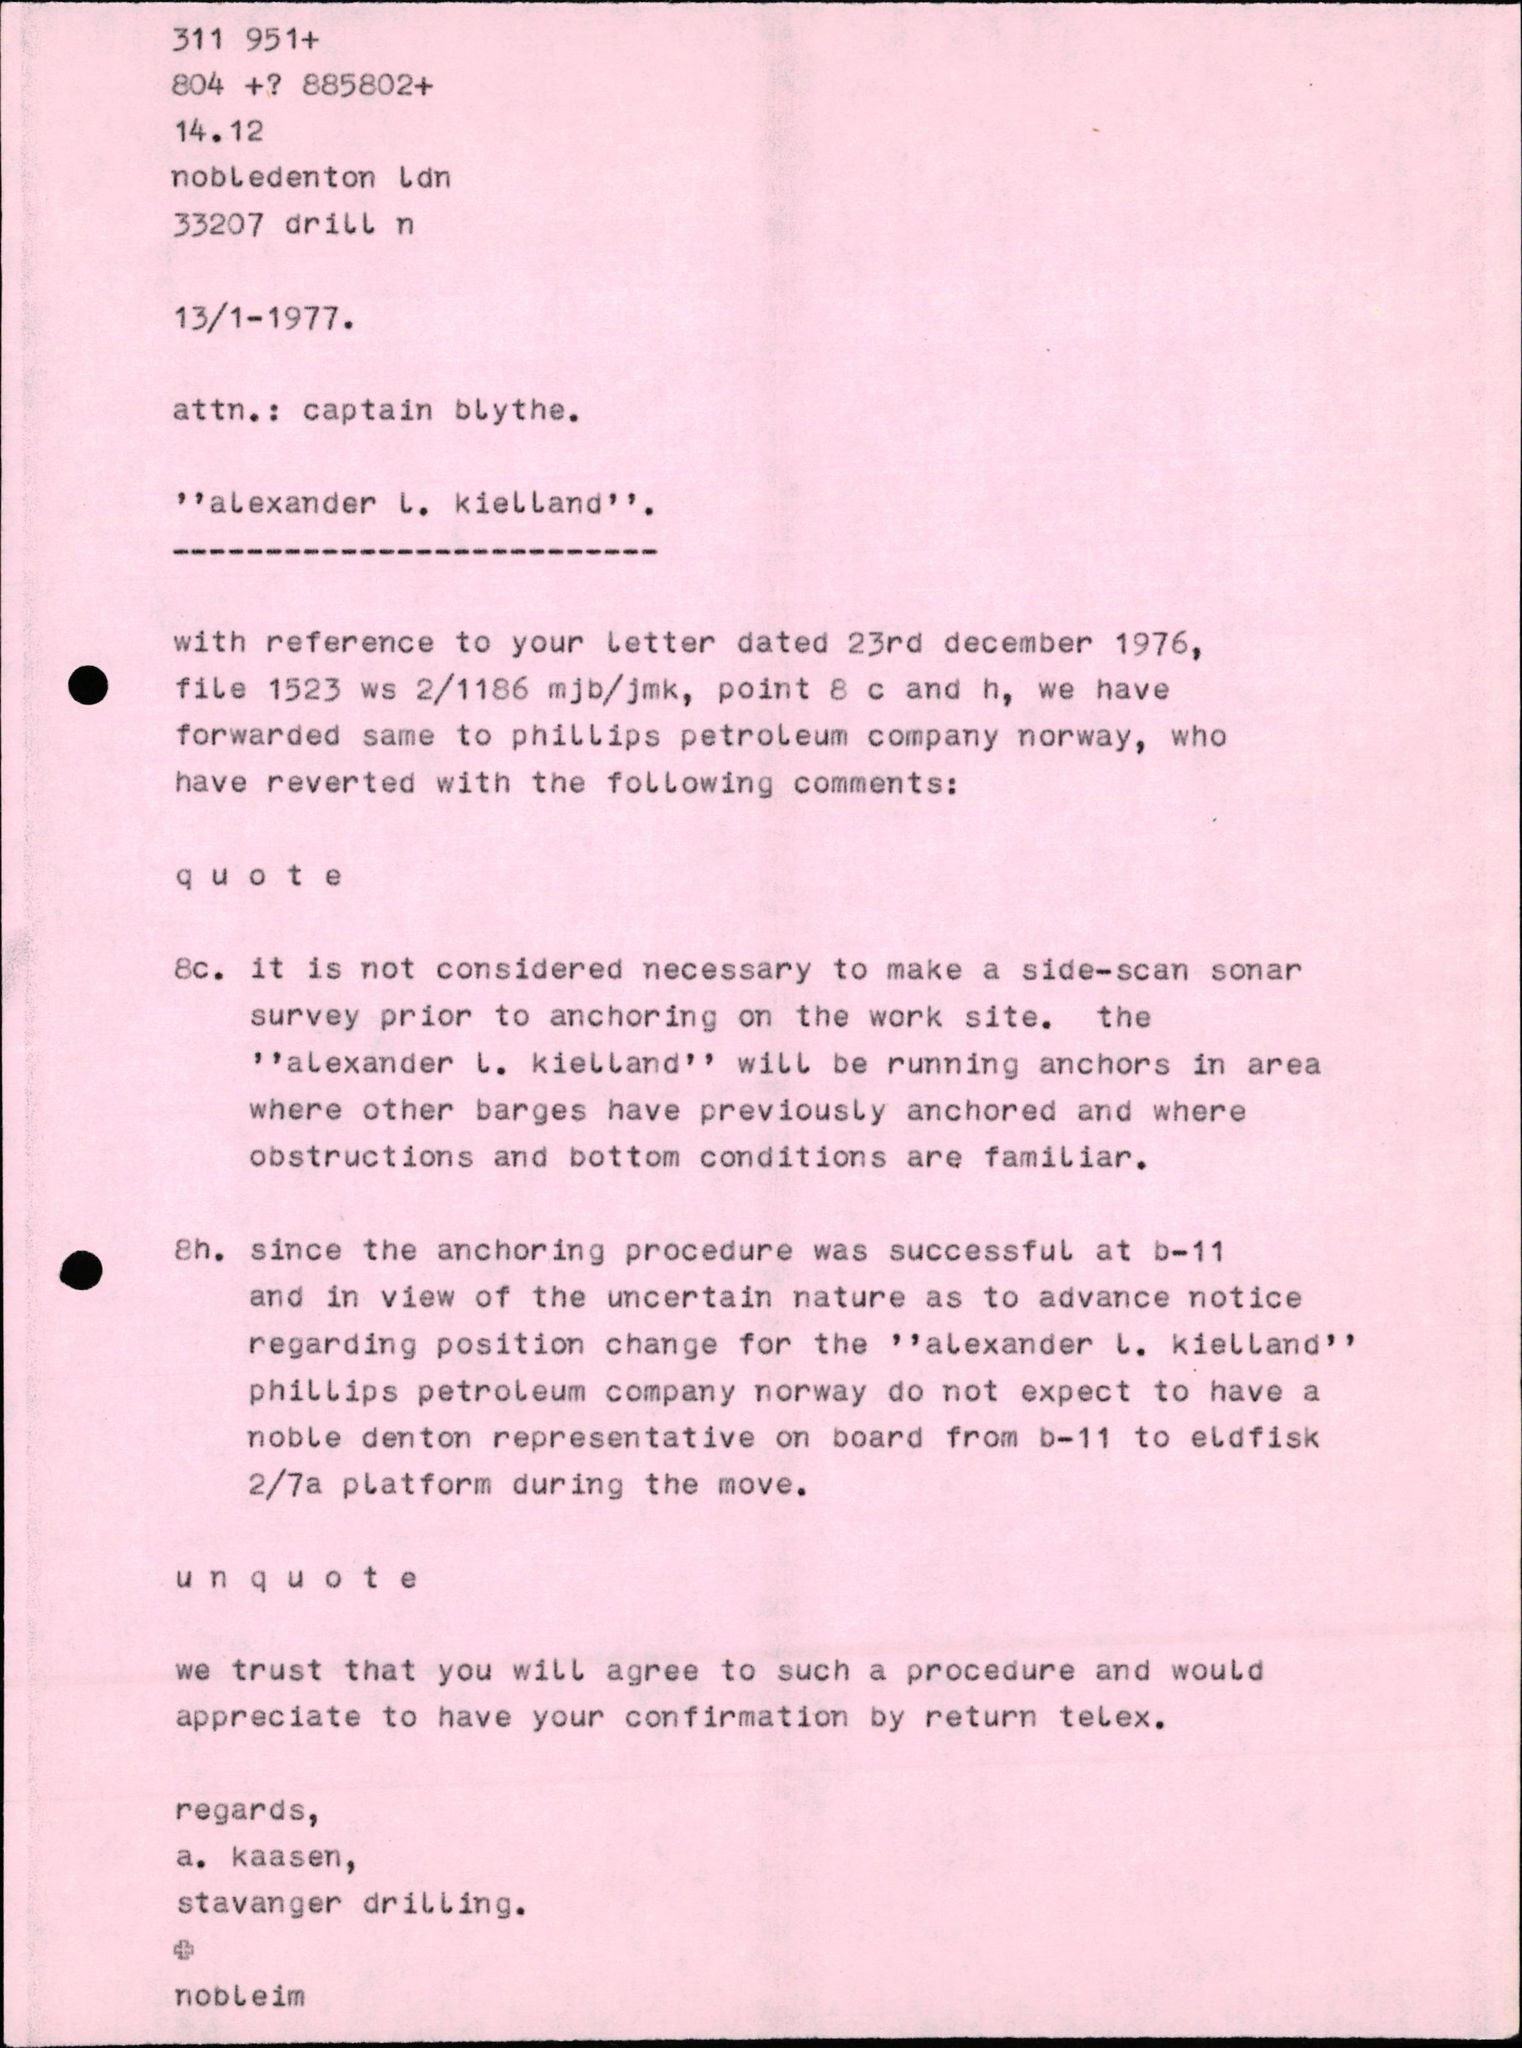 311 951+
804 +? 885802+
14.12
nobledenton ldn
33207 drill n
13/1-1977.
attn.: captain blythe.
''alexander l. kielland''.
--------------------------
with reference to your letter dated 23rd december 1976,
file 1523 ws 2/1186 mjb/jmk, point 8 c and h, we have
forwarded same to phillips petroleum company norway, who
have reverted with the following comments:
q u o t e
8c. it is not considered necessary to make a side-scan sonar
survey prior to anchoring on the work site.  the
''alexander l. kielland'' will be running anchors in area
where other barges have previously anchored and where
obstructions and bottom conditions are familiar.
8h. since the anchoring procedure was successful at b-11
and in view of the uncertain nature as to advance notice
regarding position change for the ''alexander l. kielland''
phillips petroleum company norway do not expect to have a
noble denton representative on board from b-11 to eldfisk
2/7a platform during the move.
u n q u o t e
we trust that you will agree to such a procedure and would
appreciate to have your confirmation by return telex.
regards,
a. kaasen,
stavanger drilling.
✠
nobleim